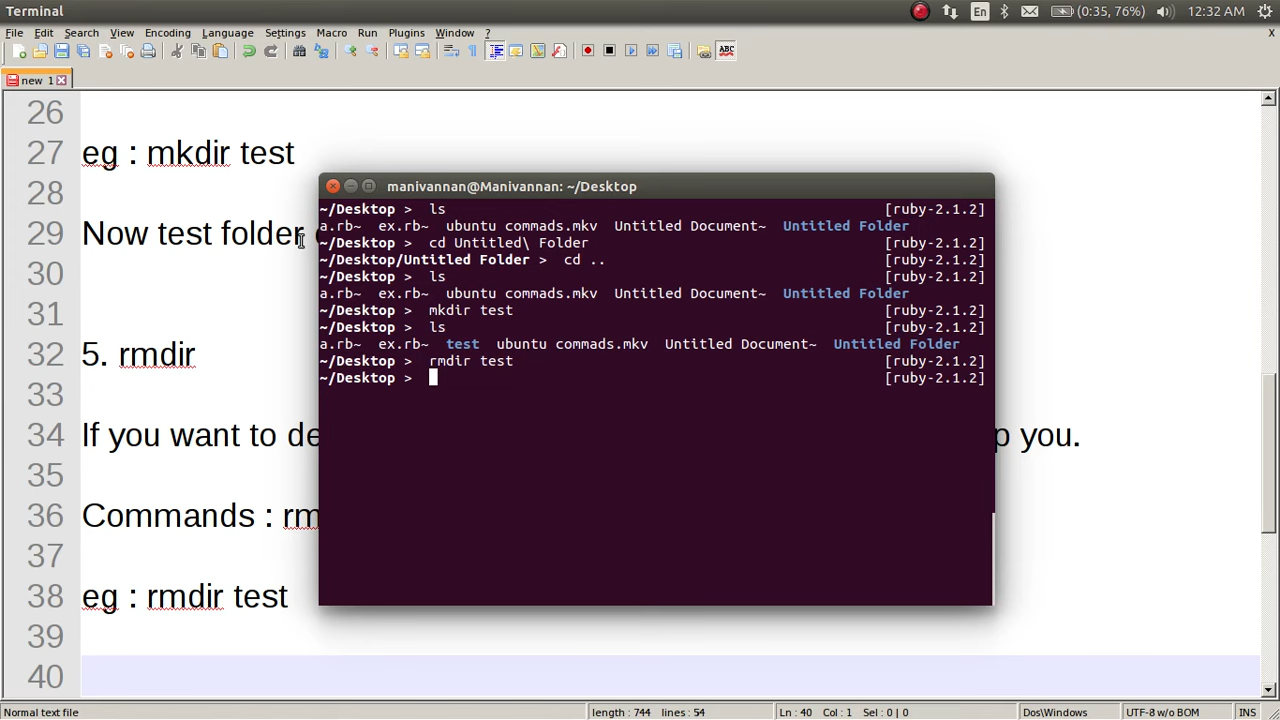 Terminal
En
(0:35, 76%)
12:32 AM
File Edit Search View Encoding Language Settings Macro Run Plugins Window ?
X
ABC
new 1
26
27 eg : mkdir test
28
29 Now test folder
30
31
32 5. rmdir
33
34 If you want to de
p you.
35
36 Commands : rm
37
38 eg : rmdir test
39
40
manivannan@Manivannan: ~/Desktop
~/Desktop > ls [ruby-2.1.2]
a.rb~ ex.rb~ ubuntu commads.mkv Untitled Document~ Untitled Folder
~/Desktop > cd Untitled\ Folder [ruby-2.1.2]
~/Desktop/Untitled Folder > cd .. [ruby-2.1.2]
~/Desktop > ls [ruby-2.1.2]
a.rb~ ex.rb~ ubuntu commads.mkv Untitled Document~ Untitled Folder
~/Desktop > mkdir test [ruby-2.1.2]
~/Desktop > ls [ruby-2.1.2]
a.rb~ ex.rb~ test ubuntu commads.mkv Untitled Document~ Untitled Folder
~/Desktop > rmdir test [ruby-2.1.2]
~/Desktop > [ruby-2.1.2]
Normal text file length : 744 lines : 54 Ln : 40 Col : 1 Sel : 0 | 0 Dos\Windows UTF-8 w/o BOM INS